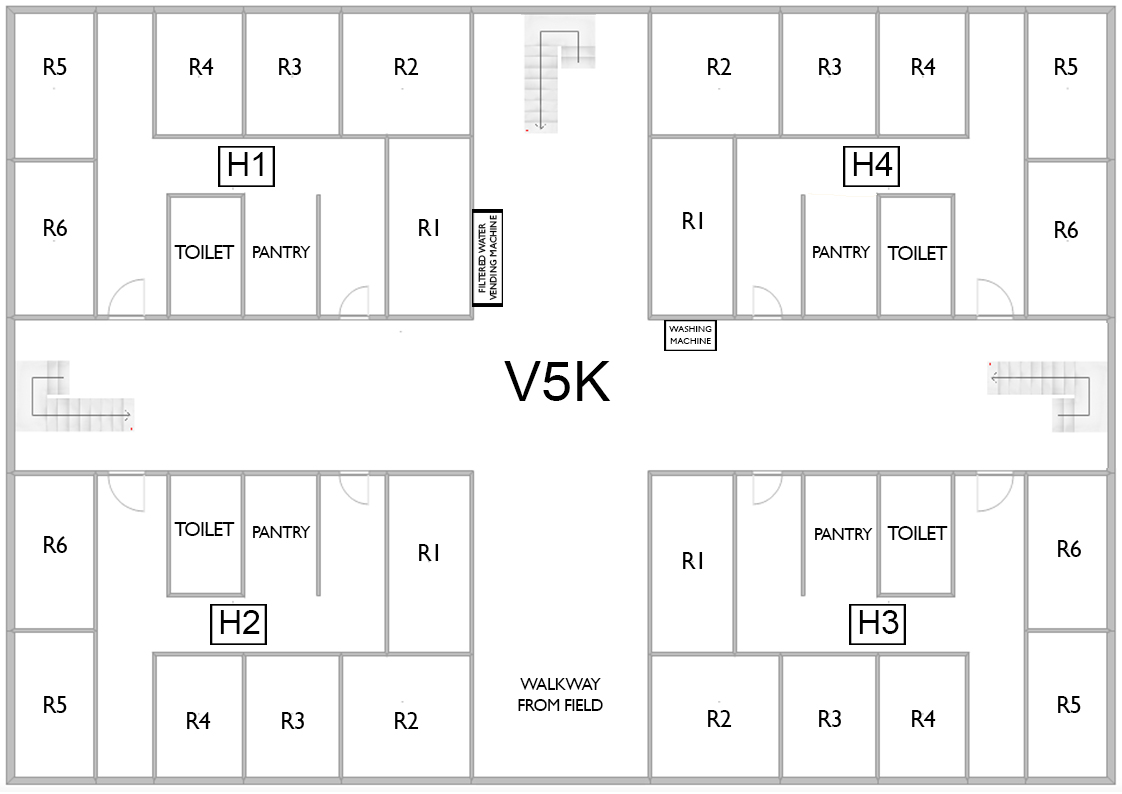 R5 R4 R3 R2 R2 R3 R4 R5
H1 H4
R6 TOILET PANTRY R1 R1 PANTRY TOILET R6
FILTERED WATER
VENDING MACHINE
WASHING
MACHINE
V5K
R6 TOILET PANTRY R1 R1 PANTRY TOILET R6
H2 H3
WALKWAY
FROM FIELD
R5 R4 R3 R2 R2 R3 R4 R5